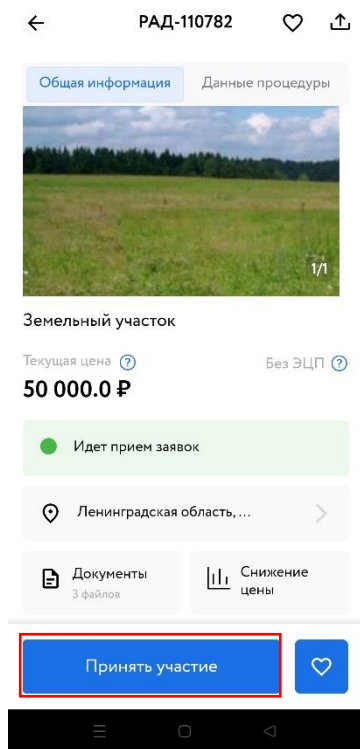 РАД-110782
Общая информация Данные процедуры
1/1
Земельный участок
Текущая цена ? Без ЭЦП ?
50 000.0 ₽
Идет прием заявок
Ленинградская область,...
Документы
3 файлов
Снижение
цены
Принять участие